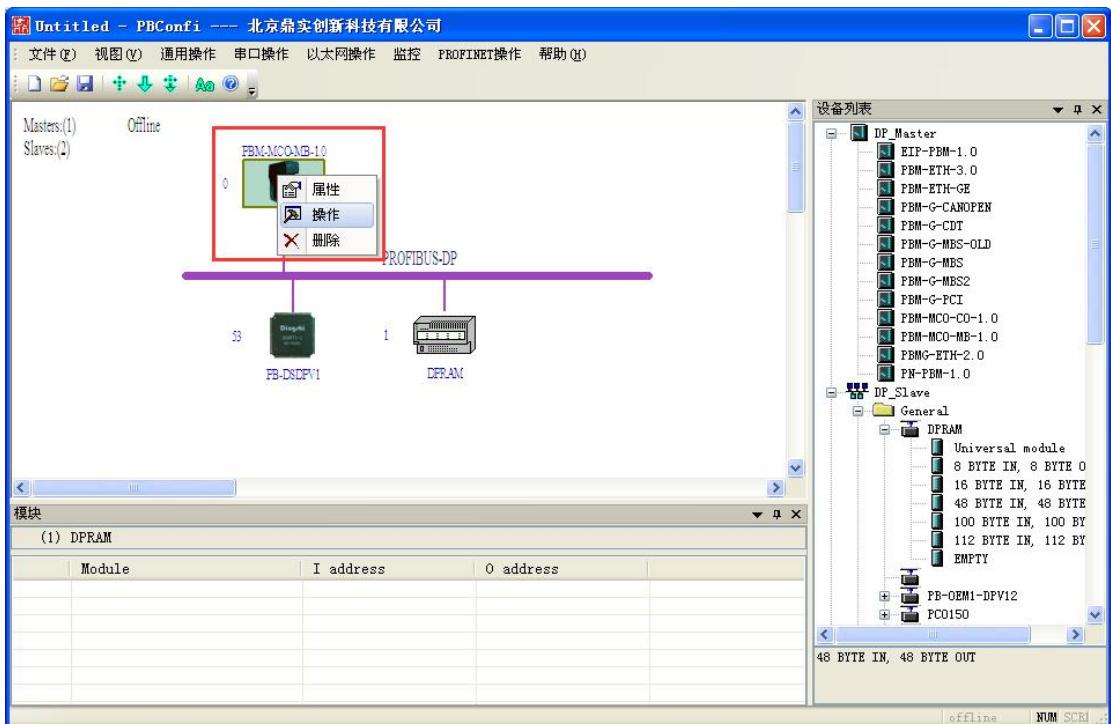 Untitled - PBConfi --- 北京鼎实创新科技有限公司
文件(F) 视图(V) 通用操作 串口操作 以太网操作 监控 PROFINET操作 帮助(H)
Masters:(1) Offline
Slaves:(2)
PBM-MCO-MB-1.0
0
属性
操作
删除
PROFIBUS-DP
53
1
PB-DSDPV1
DPRAM
模块
(1) DPRAM
Module I address O address
设备列表
DP_Master
EIP-PBM-1.0
PBM-ETH-3.0
PBM-ETH-GE
PBM-G-CANOPEN
PBM-G-CDT
PBM-G-MBS-OLD
PBM-G-MBS
PBM-G-MBS2
PBM-G-PCI
PBM-MCO-CO-1.0
PBM-MCO-MB-1.0
PBMG-ETH-2.0
PN-PBM-1.0
DP_Slave
General
DPRAM
Universal module
8 BYTE IN, 8 BYTE O
16 BYTE IN, 16 BYTE
48 BYTE IN, 48 BYTE
100 BYTE IN, 100 BY
112 BYTE IN, 112 BY
EMPTY
PB-OEM1-DPV12
PCO150
48 BYTE IN, 48 BYTE OUT
offline NUM SCRL